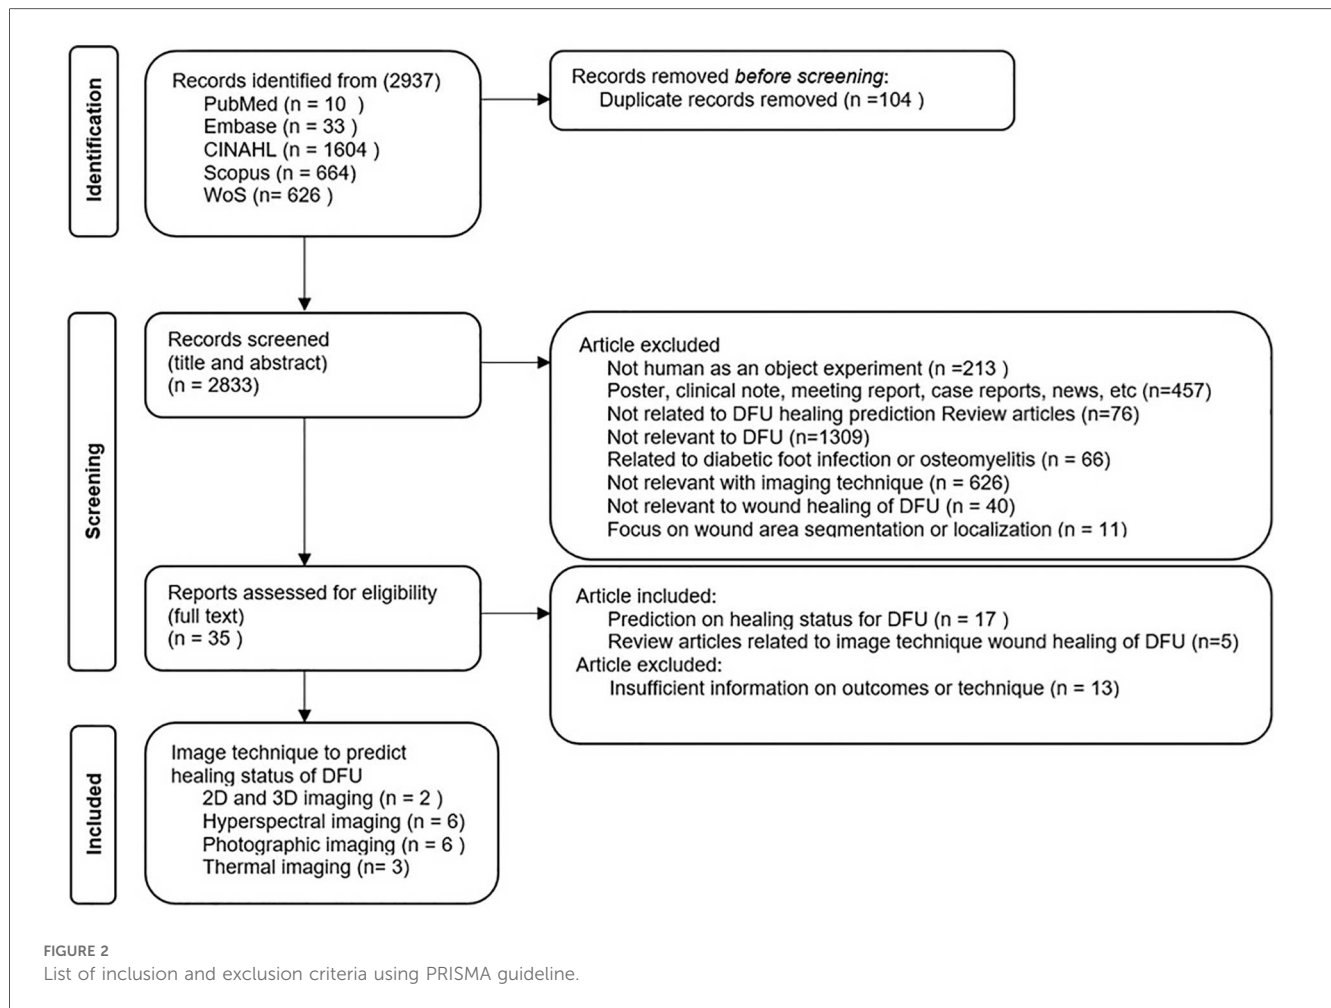 Identification
Records identified from (2937)
PubMed (n = 10 )
Embase (n = 33 )
CINAHL (n = 1604 )
Scopus (n = 664)
WoS (n= 626 )
Records removed before screening:
Duplicate records removed (n =104 )
Screening
Records screened
(title and abstract)
(n = 2833)
Article excluded
Not human as an object experiment (n =213 )
Poster, clinical note, meeting report, case reports, news, etc (n=457)
Not related to DFU healing prediction Review articles (n=76)
Not relevant to DFU (n=1309)
Related to diabetic foot infection or osteomyelitis (n = 66)
Not relevant with imaging technique (n = 626)
Not relevant to wound healing of DFU (n = 40)
Focus on wound area segmentation or localization (n = 11)
Reports assessed for eligibility
(full text)
(n = 35 )
Article included:
Prediction on healing status for DFU (n = 17 )
Review articles related to image technique wound healing of DFU (n=5)
Article excluded:
Insufficient information on outcomes or technique (n = 13)
Included
Image technique to predict
healing status of DFU
2D and 3D imaging (n = 2 )
Hyperspectral imaging (n = 6)
Photographic imaging (n = 6 )
Thermal imaging (n= 3)
FIGURE 2
List of inclusion and exclusion criteria using PRISMA guideline.